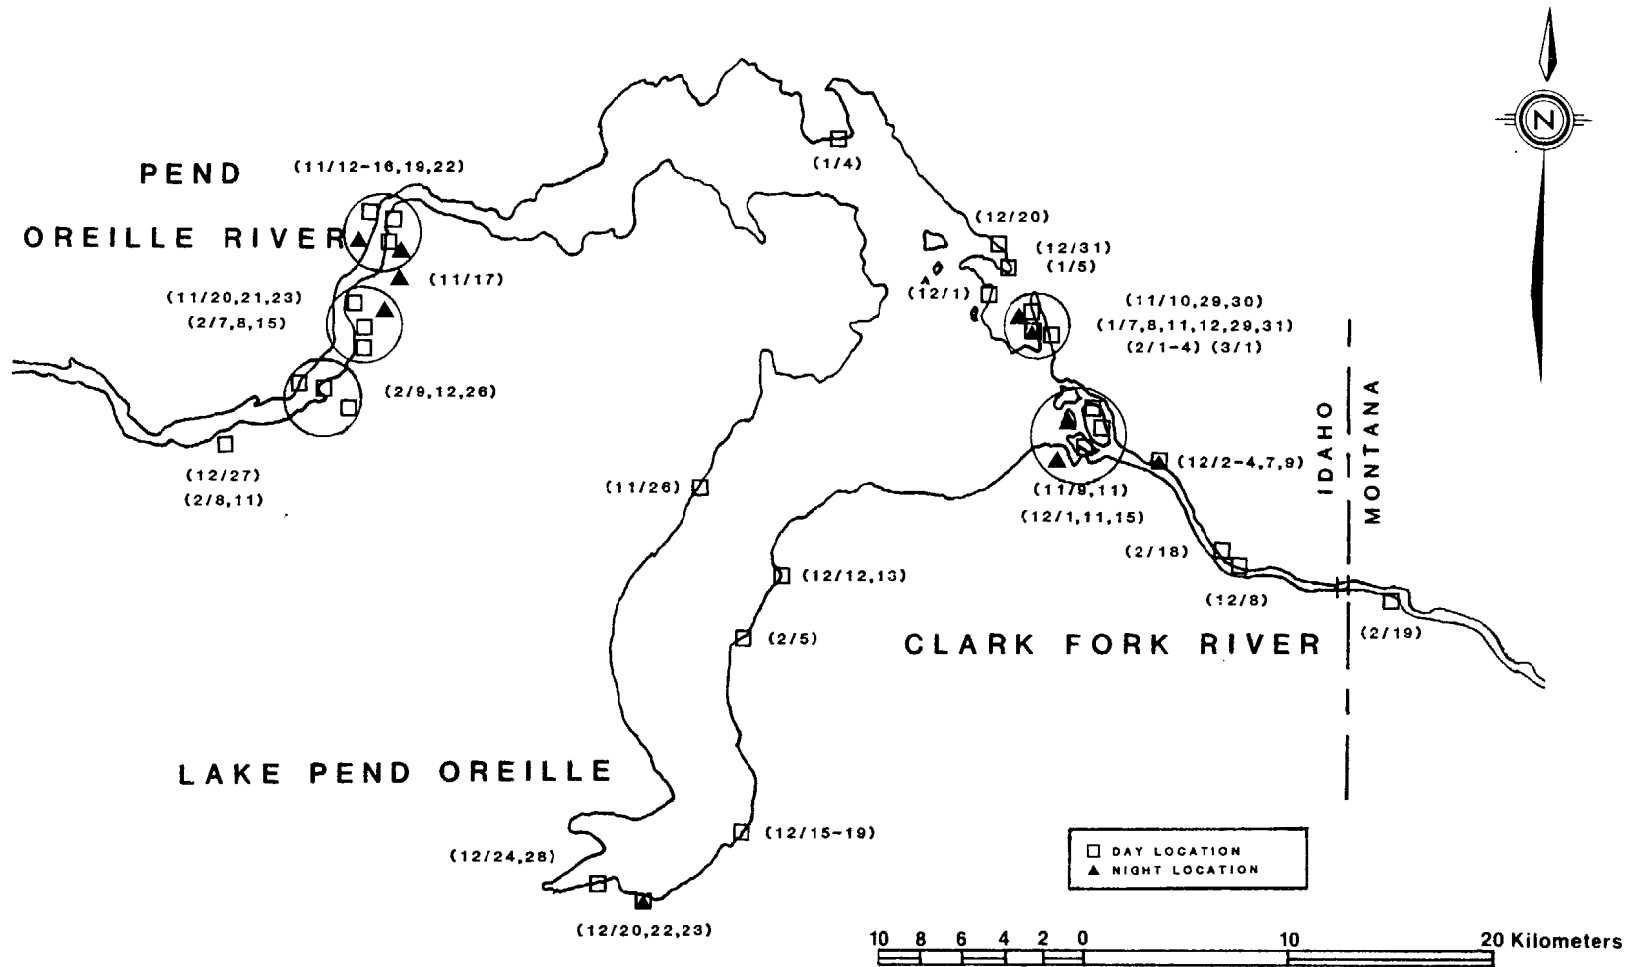 PEND
OREILLE RIVER
(11/12-16,19,22)
(1/4)
(11/17)
(11/20,21,23)
(2/7,8,15)
(2/9,12,26)
(12/27)
(2/8,11)
(12/20)
(12/31)
(1/5)
(12/1)
(11/10,29,30)
(1/7,8,11,12,29,31)
(2/1-4) (3/1)
N
IDAHO
MONTANA
(12/2-4,7,9)
(11/9,11)
(12/1,11,15)
(11/26)
(2/18)
(12/12,13)
(12/8)
(2/5)
CLARK FORK RIVER
(2/19)
LAKE PEND OREILLE
(12/15-19)
(12/24,28)
(12/20,22,23)
DAY LOCATION
NIGHT LOCATION
10 8 6 4 2 0 10 20 Kilometers